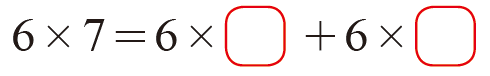 6 × 7 = 6 × □ + 6 × □